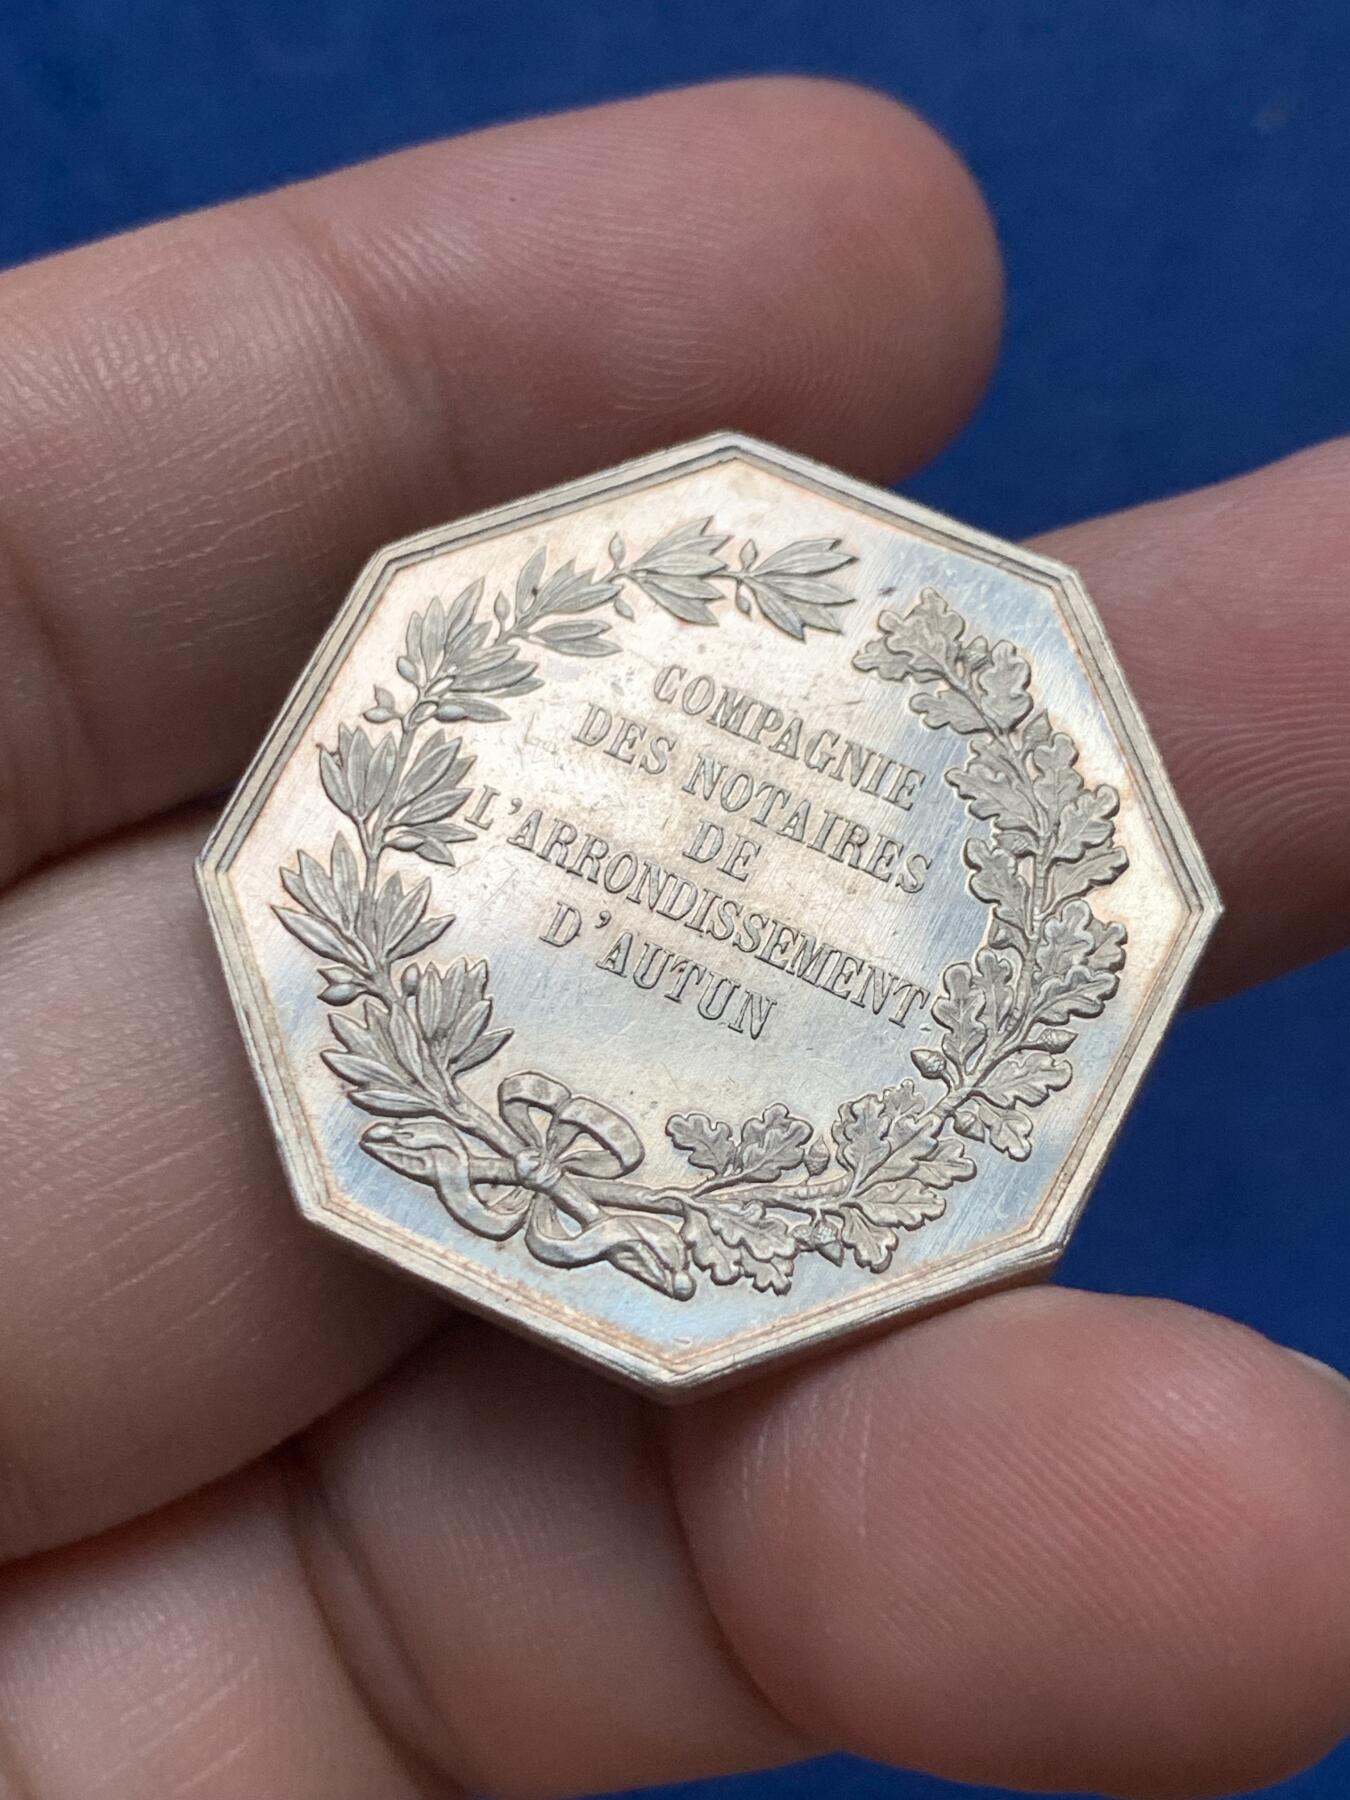 COMPAGNIE
DES NOTAIRES
DE
L'ARRONDISSEMENT
D'AUTUN